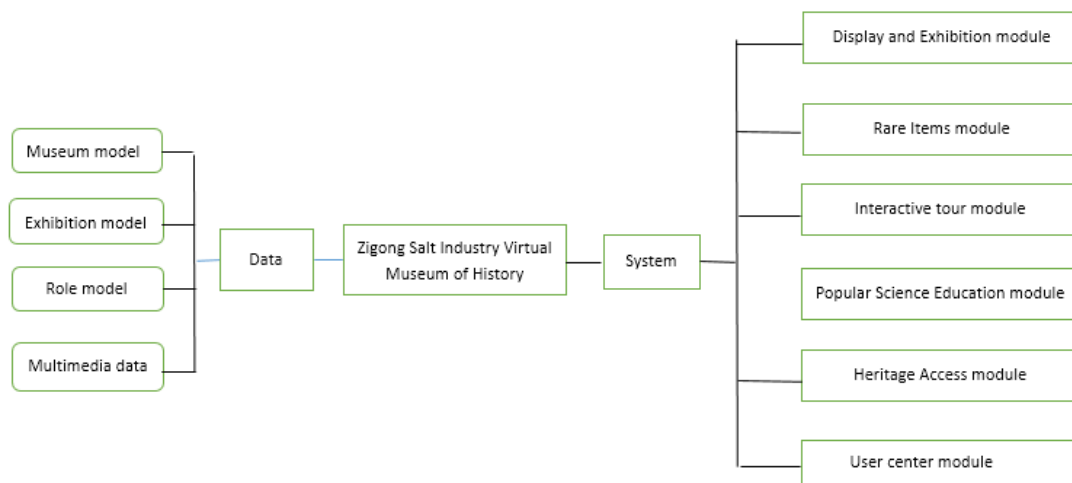 Museum model
Exhibition model
Role model
Multimedia data
Data
Zigong Salt Industry Virtual
Museum of History
System
Display and Exhibition module
Rare Items module
Interactive tour module
Popular Science Education module
Heritage Access module
User center module